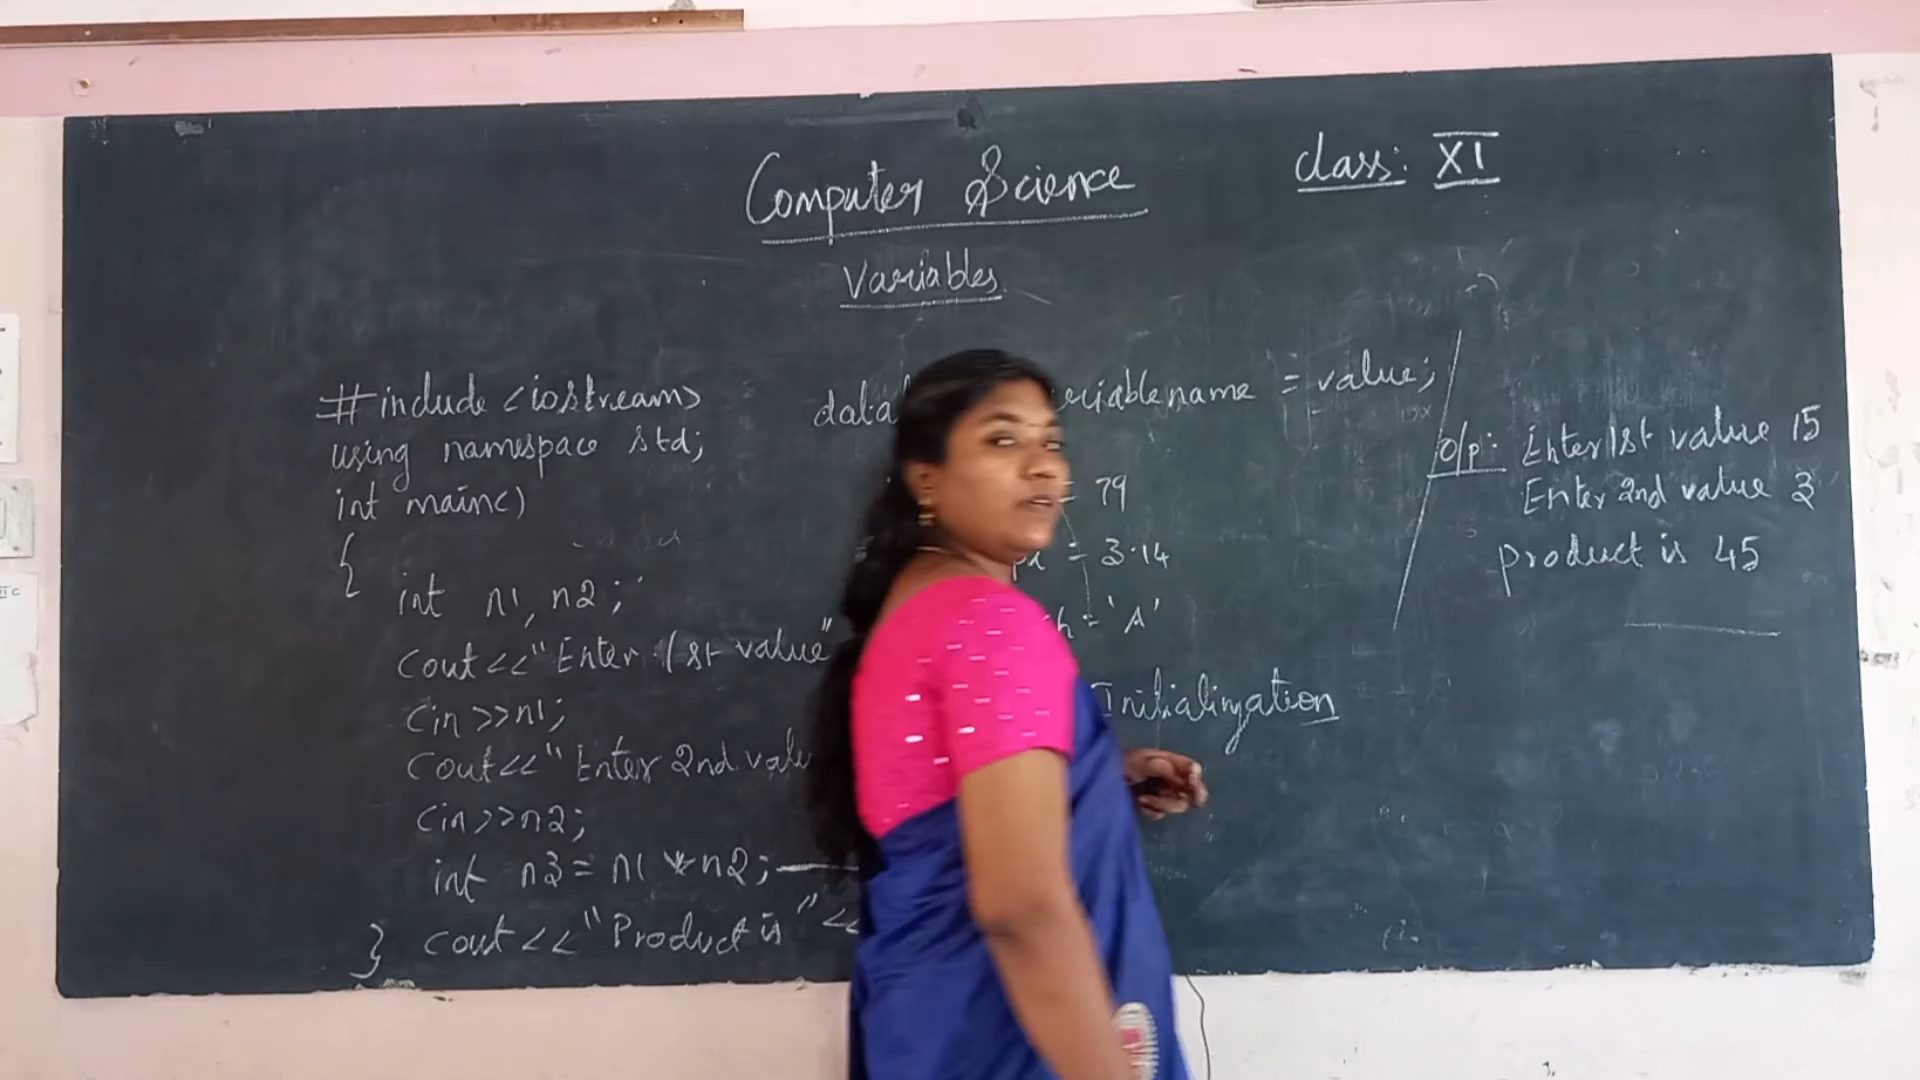 Computer Science
class: XI
Variables
#include <iostream>
using namespace std;
int main()
{
int n1, n2;
cout<<"Enter 1st value"
cin>>n1;
cout<<"Enter 2nd valu
cin>>n2;
int n3 = n1 * n2;
} cout<<"Product is "<<
data
variablename = value;
= 79
= 3.14
ch = 'A'
Initialization
O/p: Enter 1st value 15
Enter 2nd value 3
product is 45